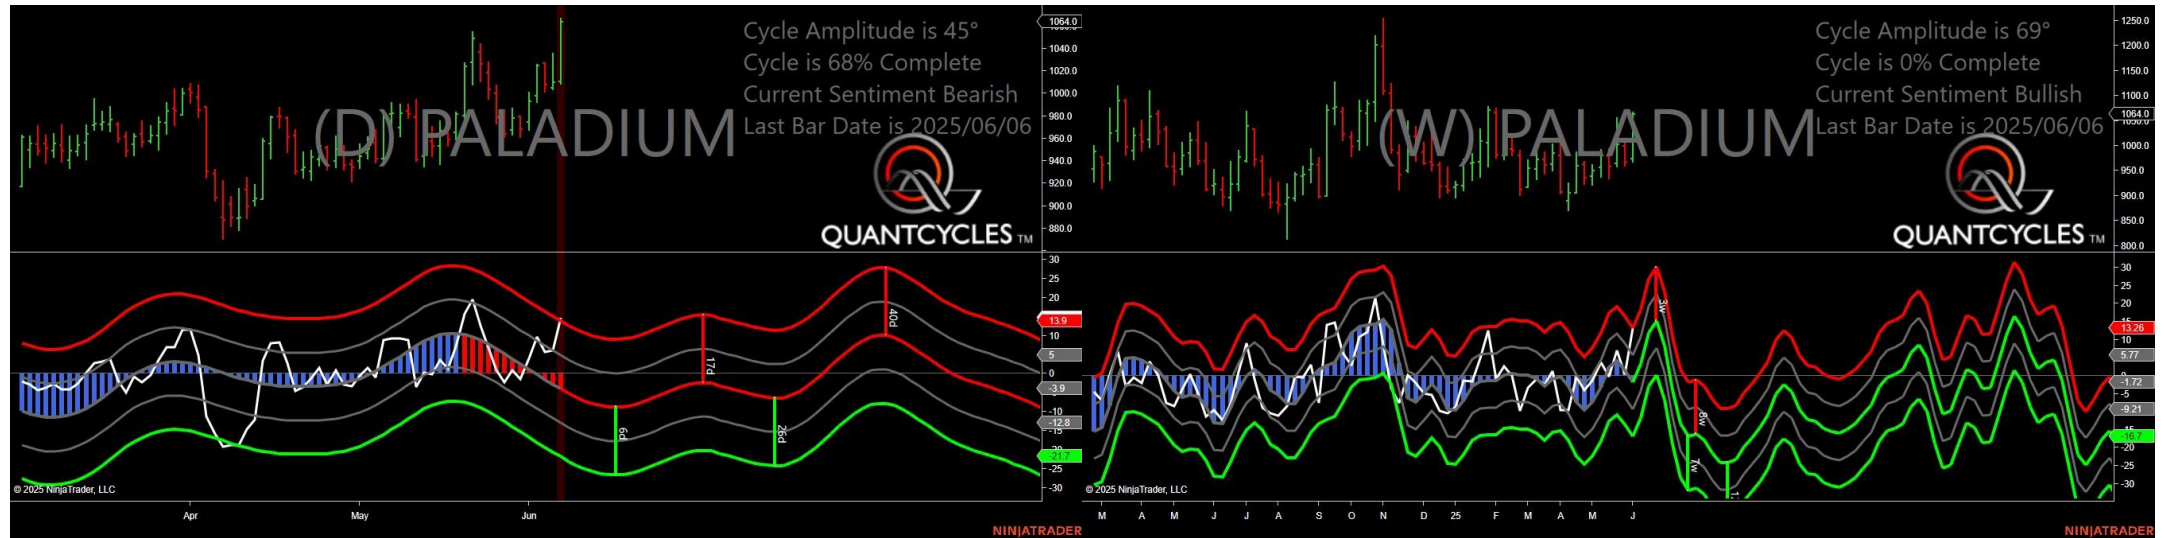 Cycle Amplitude is 45°
Cycle is 68% Complete
Current Sentiment Bearish
Last Bar Date is 2025/06/06
(D) PALADIUM
QUANTCYCLES TM
1064.0
1040.0
1020.0
1000.0
980.0
960.0
940.0
920.0
900.0
880.0
30
25
20
13.9
10
5
0
-3.9
-10
-12.8
-15
-21.7
-25
-30
6d
17d
26d
40d
© 2025 NinjaTrader, LLC
Apr May Jun
NINJATRADER
Cycle Amplitude is 69°
Cycle is 0% Complete
Current Sentiment Bullish
Last Bar Date is 2025/06/06
(W) PALADIUM
QUANTCYCLES TM
1250.0
1200.0
1150.0
1100.0
1064.0
1000.0
950.0
900.0
850.0
800.0
30
25
20
13.26
10
5.77
-1.72
-5
-9.21
-16.7
-20
-25
-30
3w
8w
7w
© 2025 NinjaTrader, LLC
M A M J J A S O N D 25 F M A M J
NINJATRADER